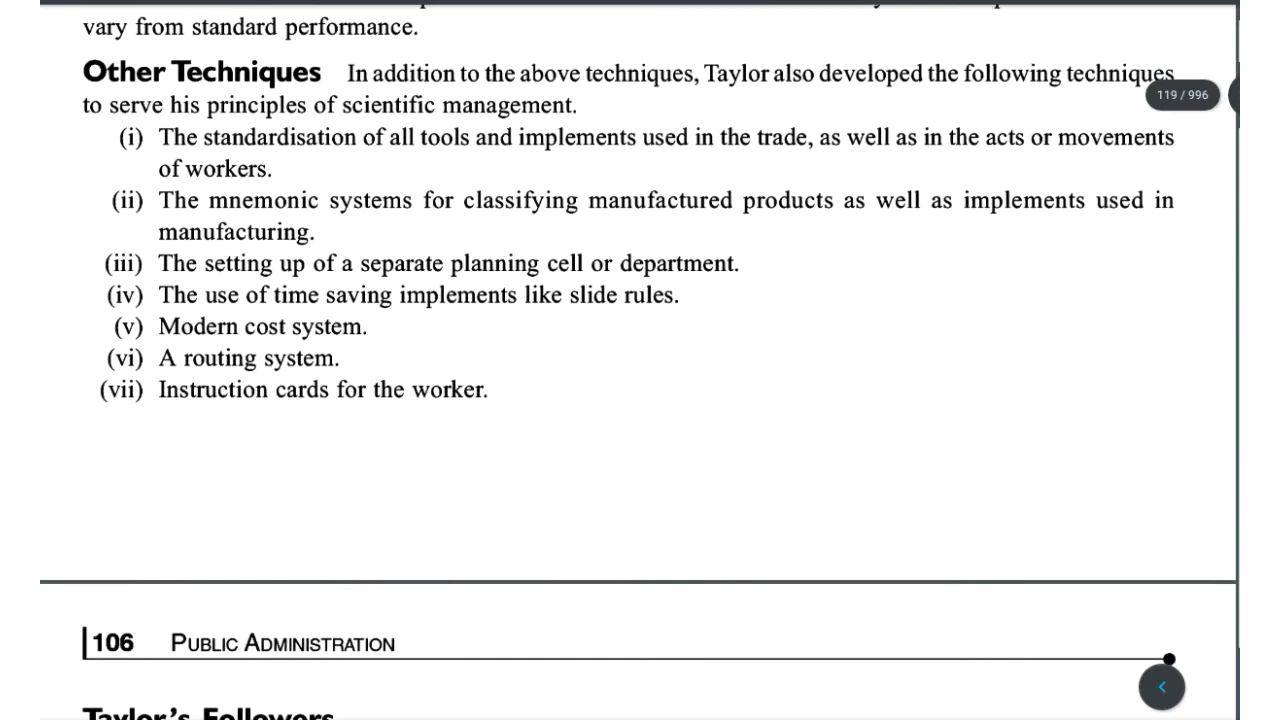 vary from standard performance.
Other Techniques In addition to the above techniques, Taylor also developed the following techniques
119 / 996
to serve his principles of scientific management.
(i) The standardisation of all tools and implements used in the trade, as well as in the acts or movements
of workers.
(ii) The mnemonic systems for classifying manufactured products as well as implements used in
manufacturing.
(iii) The setting up of a separate planning cell or department.
(iv) The use of time saving implements like slide rules.
(v) Modern cost system.
(vi) A routing system.
(vii) Instruction cards for the worker.
106 PUBLIC ADMINISTRATION
Taylor's Followers